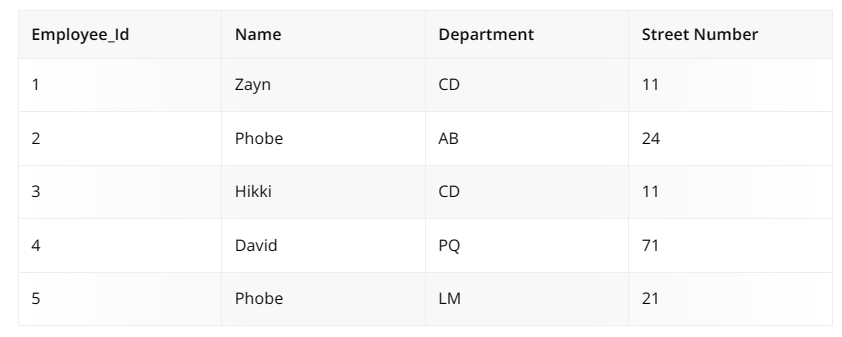 Employee_Id Name Department Street Number
1 Zayn CD 11
2 Phobe AB 24
3 Hikki CD 11
4 David PQ 71
5 Phobe LM 21